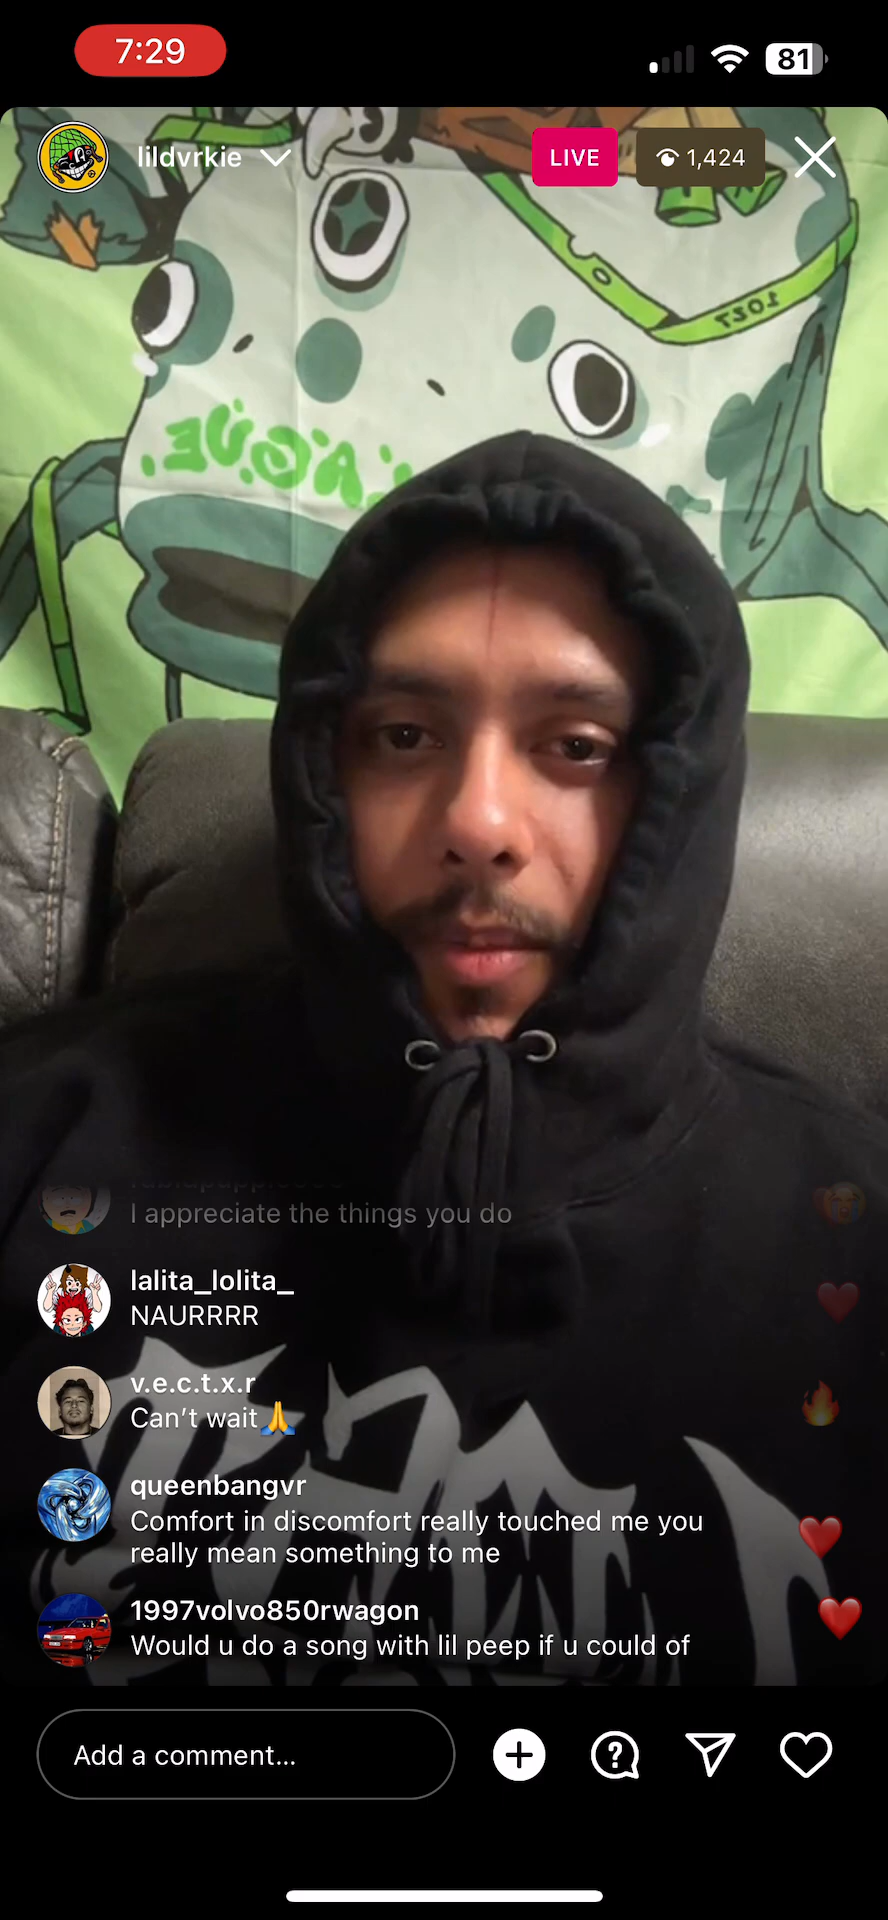 7:29
81
lildvrkie
LIVE
1,424
I appreciate the things you do
lalita_lolita_
NAURRRR
v.e.c.t.x.r
Can’t wait🙏
queenbangvr
Comfort in discomfort really touched me you
really mean something to me
1997volvo850rwagon
Would u do a song with lil peep if u could of
Add a comment...